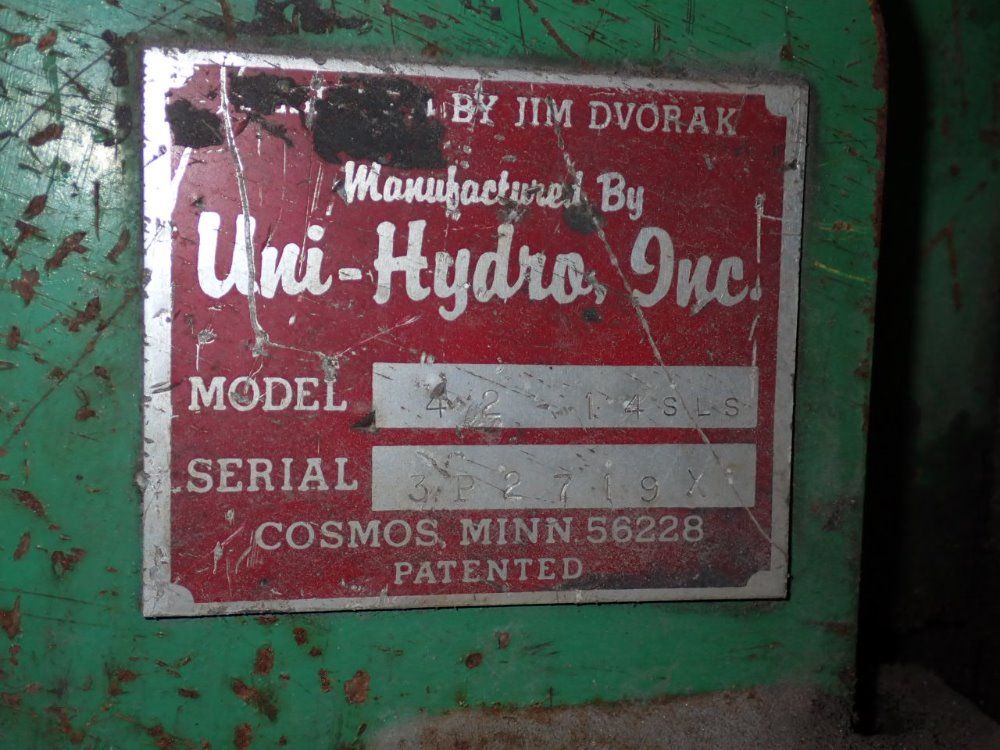 BY JIM DVORAK
Manufactured By
Uni-Hydro, Inc.
MODEL 42 14SLS
SERIAL 3P2719X
COSMOS, MINN. 56228
PATENTED